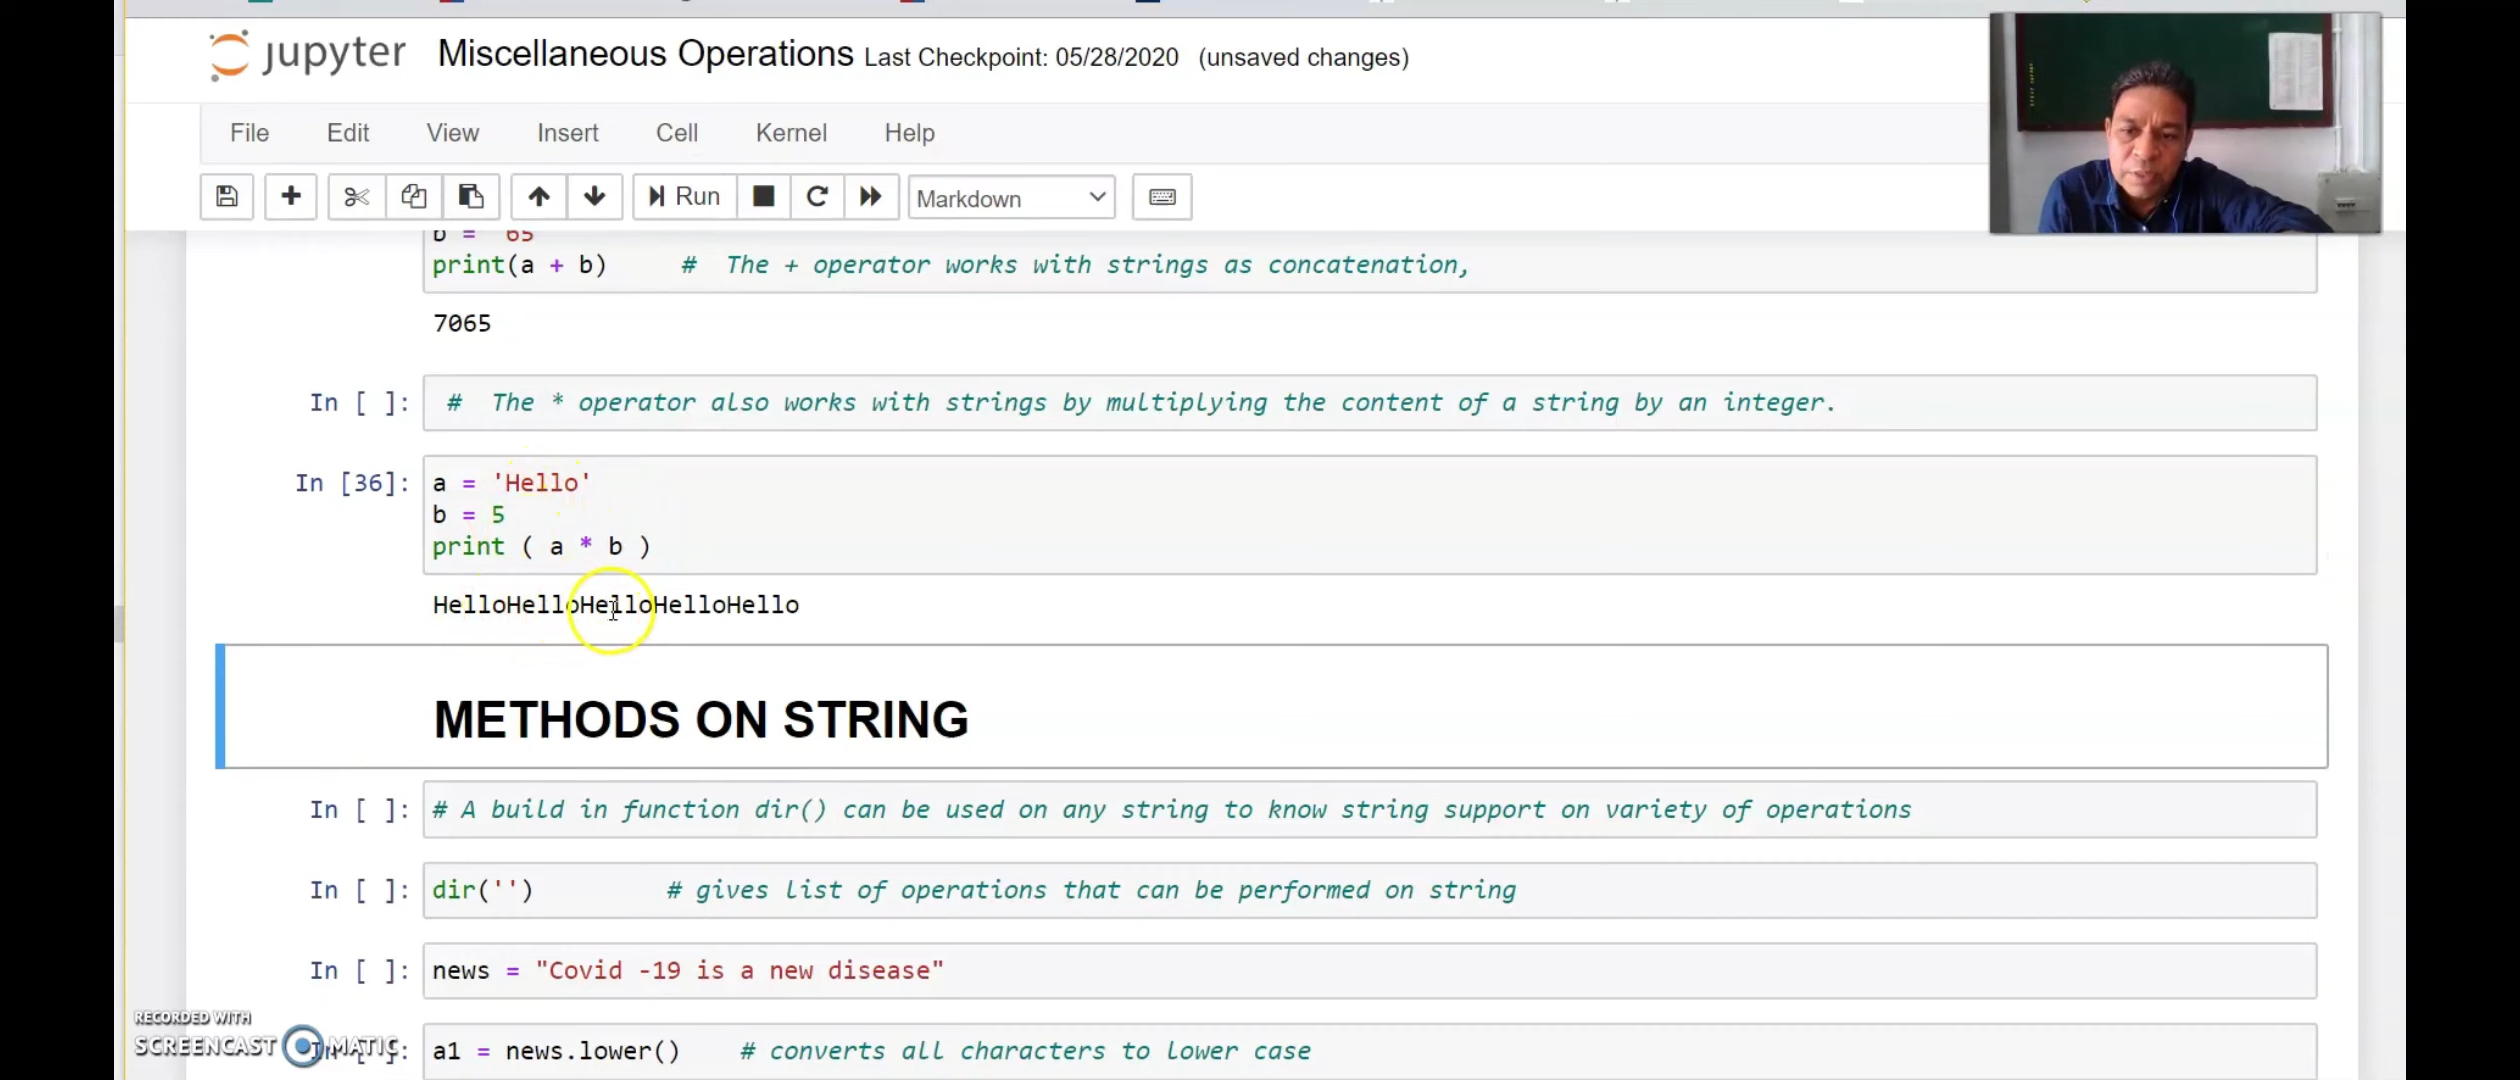 jupyter Miscellaneous Operations Last Checkpoint: 05/28/2020 (unsaved changes)
File Edit View Insert Cell Kernel Help
Run Markdown
b = 65
print(a + b) # The + operator works with strings as concatenation,
7065
In [ ]: # The * operator also works with strings by multiplying the content of a string by an integer.
In [36]: a = 'Hello'
b = 5
print ( a * b )
HelloHelloHelloHelloHello
METHODS ON STRING
In [ ]: # A build in function dir() can be used on any string to know string support on variety of operations
In [ ]: dir('') # gives list of operations that can be performed on string
In [ ]: news = "Covid -19 is a new disease"
In [ ]: a1 = news.lower() # converts all characters to lower case
RECORDED WITH
SCREENCAST MATIC